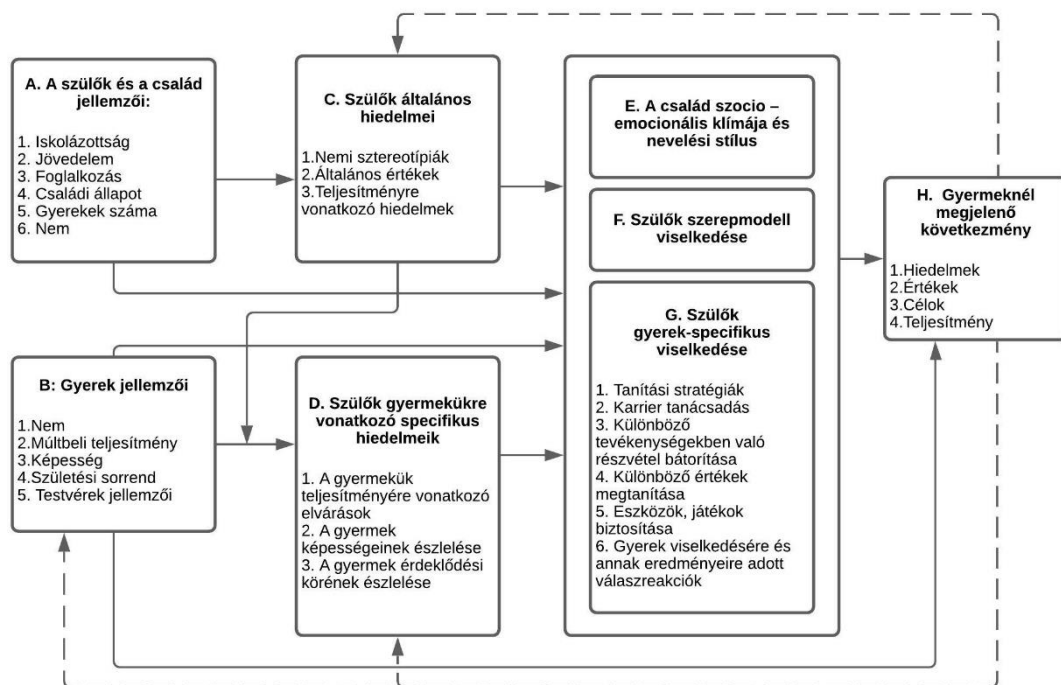 A. A szülők és a család
jellemzői:
1. Iskolázottság
2. Jövedelem
3. Foglalkozás
4. Családi állapot
5. Gyerekek száma
6. Nem
B: Gyerek jellemzői
1.Nem
2.Múltbeli teljesítmény
3.Képesség
4.Születési sorrend
5. Testvérek jellemzői
C. Szülők általános
hiedelmei
1.Nemi sztereotípiák
2.Általános értékek
3.Teljesítményre
vonatkozó hiedelmek
D. Szülők gyermekükre
vonatkozó specifikus
hiedelmeik
1. A gyermekük
teljesítményére vonatkozó
elvárások
2. A gyermek
képességeinek észlelése
3. A gyermek érdeklődési
körének észlelése
E. A család szocio –
emocionális klímája és
nevelési stílus
F. Szülők szerepmodell
viselkedése
G. Szülők
gyerek-specifikus
viselkedése
1. Tanítási stratégiák
2. Karrier tanácsadás
3. Különböző
tevékenységekben való
részvétel bátorítása
4. Különböző értékek
megtanítása
5. Eszközök, játékok
biztosítása
6. Gyerek viselkedésére és
annak eredményeire adott
válaszreakciók
H. Gyermeknél
megjelenő
következmény
1.Hiedelmek
2.Értékek
3.Célok
4.Teljesítmény